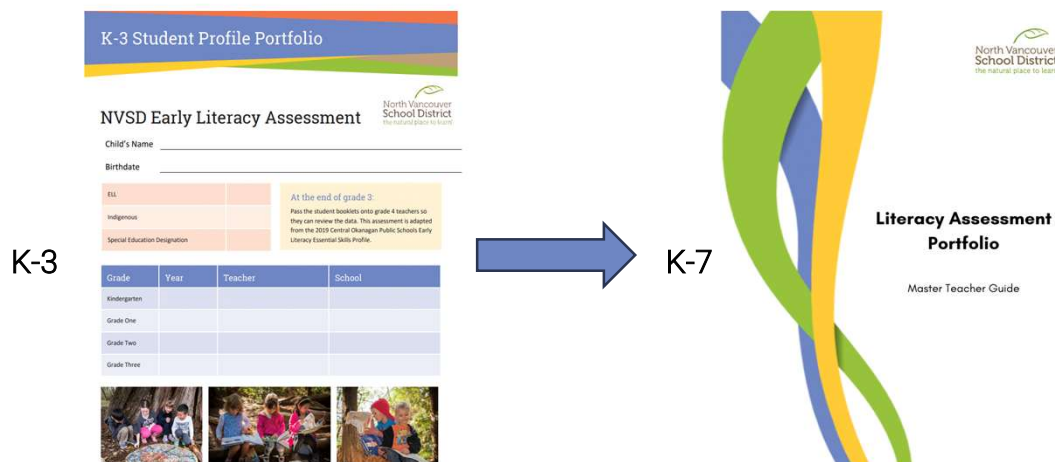 K-3 Student Profile Portfolio
NVSD Early Literacy Assessment
North Vancouver
School District
the natural place to learn
Child's Name
Birthdate
ELL
Indigenous
Special Education Designation
At the end of grade 3:
Pass the student booklets onto grade 4 teachers so
they can review the data. This assessment is adapted
from the 2019 Central Okanagan Public Schools Early
Literacy Essential Skills Profile.
K-3
Grade Year Teacher School
Kindergarten
Grade One
Grade Two
Grade Three
K-7
North Vancouver
School District
the natural place to learn
Literacy Assessment
Portfolio
Master Teacher Guide